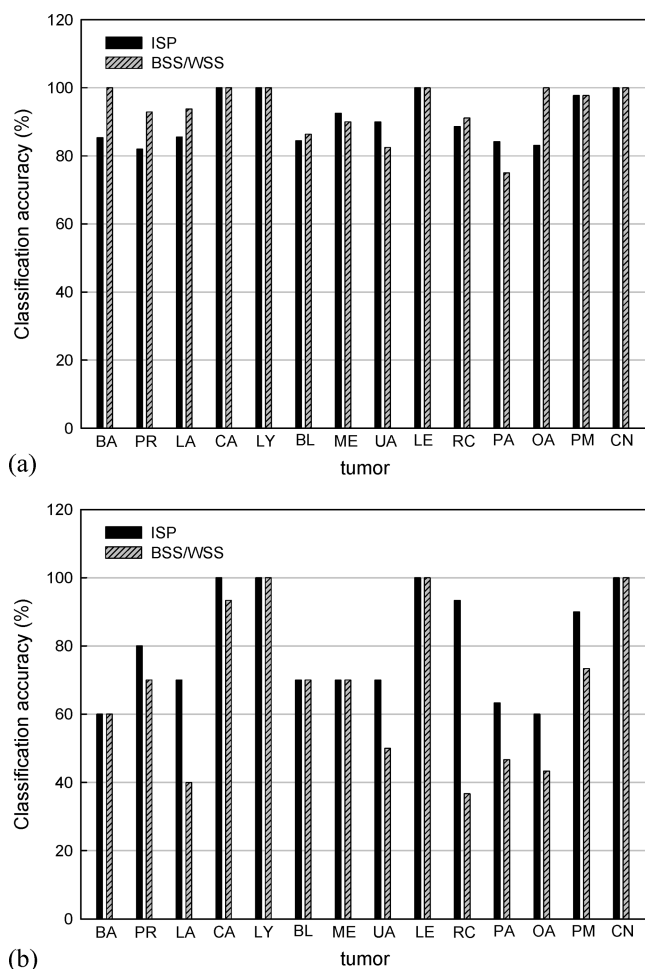 120
ISP
BSS/WSS
100
80
60
40
20
0
Classification accuracy (%)
BA PR LA CA LY BL ME UA LE RC PA OA PM CN
tumor
(a)
120
ISP
BSS/WSS
100
80
60
40
20
0
Classification accuracy (%)
BA PR LA CA LY BL ME UA LE RC PA OA PM CN
tumor
(b)